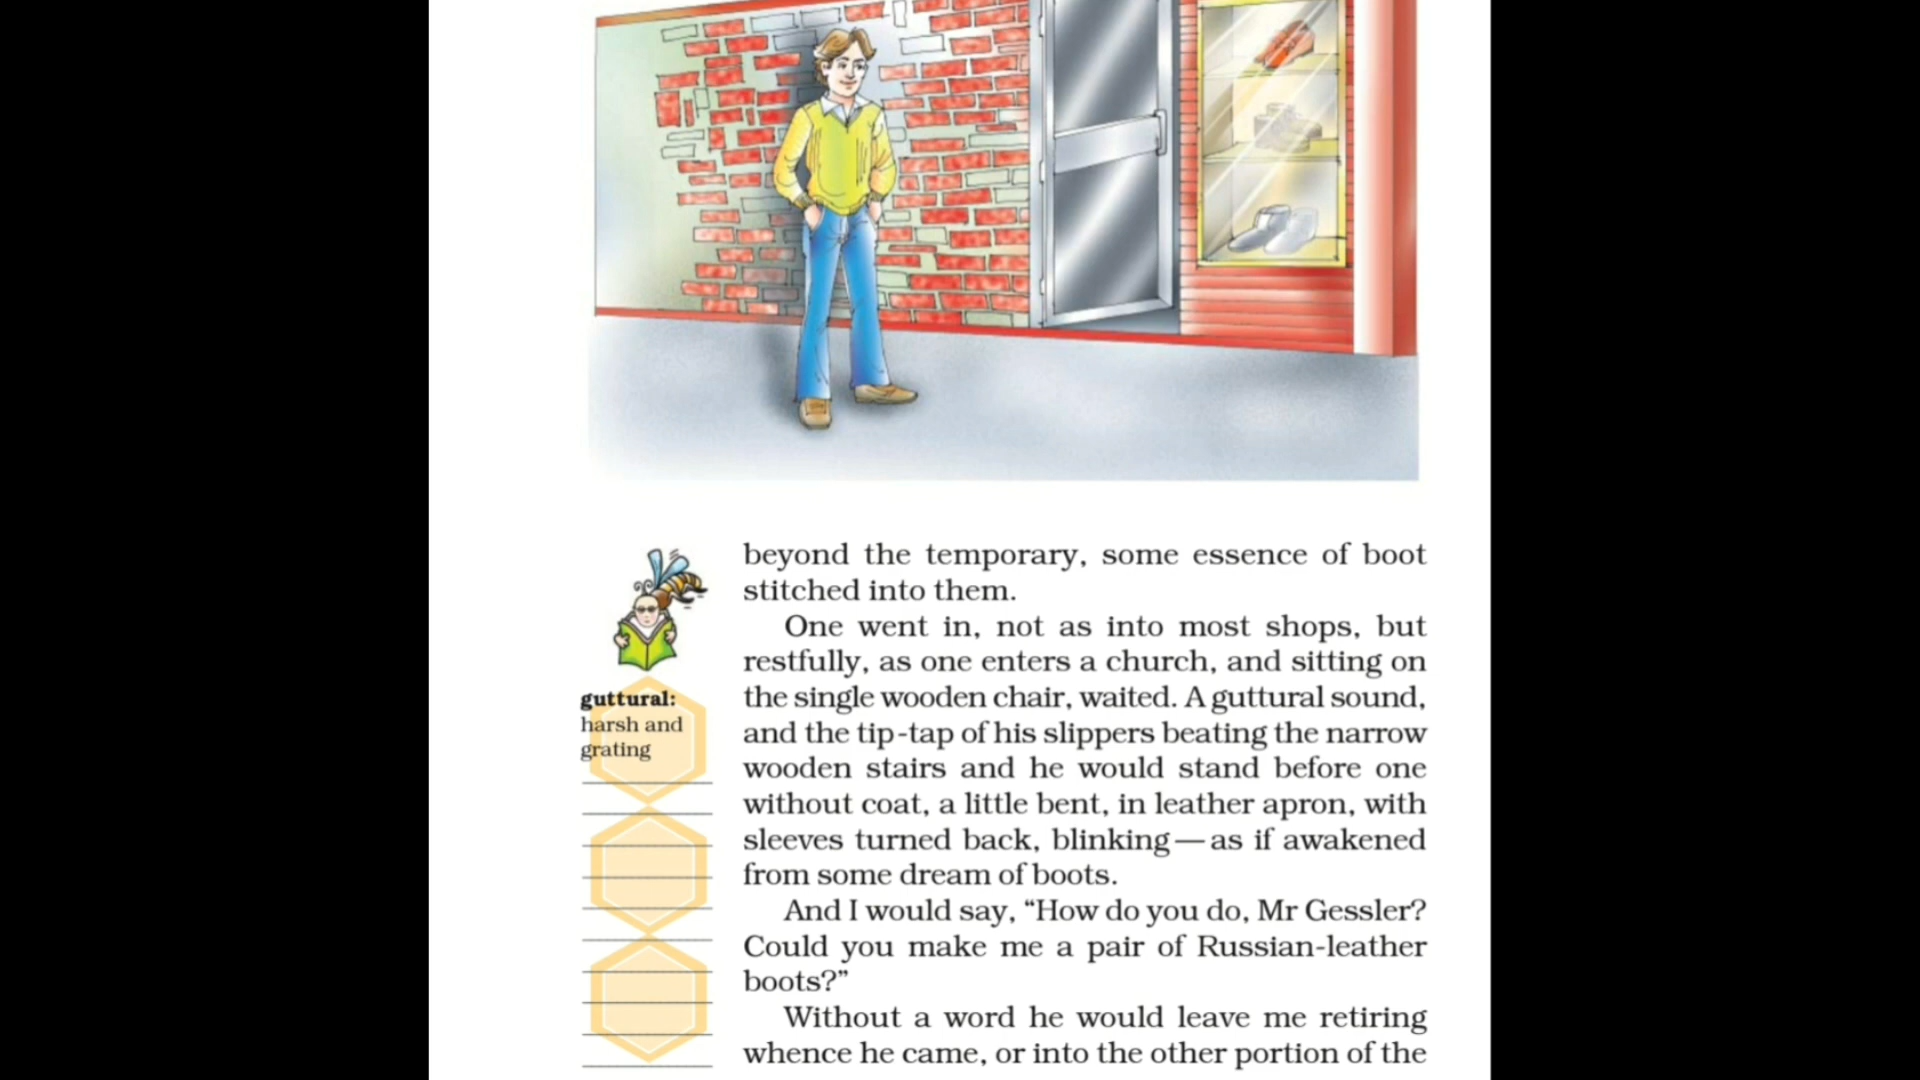 beyond the temporary, some essence of boot
stitched into them.
One went in, not as into most shops, but
restfully, as one enters a church, and sitting on
the single wooden chair, waited. A guttural sound,
and the tip-tap of his slippers beating the narrow
wooden stairs and he would stand before one
without coat, a little bent, in leather apron, with
sleeves turned back, blinking — as if awakened
from some dream of boots.
And I would say, “How do you do, Mr Gessler?
Could you make me a pair of Russian-leather
boots?”
Without a word he would leave me retiring
whence he came, or into the other portion of the
guttural:
harsh and
grating